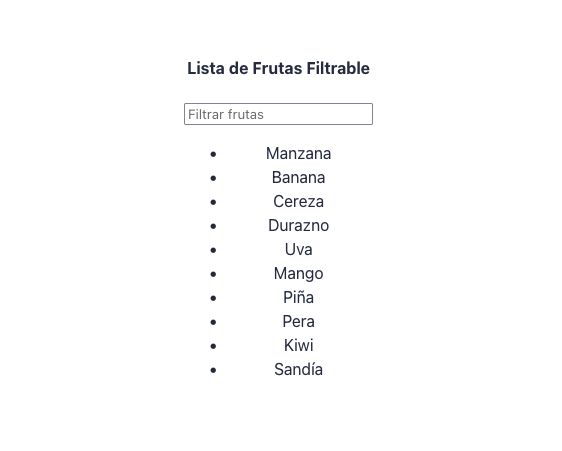 Lista de Frutas Filtrable
Filtrar frutas
Manzana
Banana
Cereza
Durazno
Uva
Mango
Piña
Pera
Kiwi
Sandía